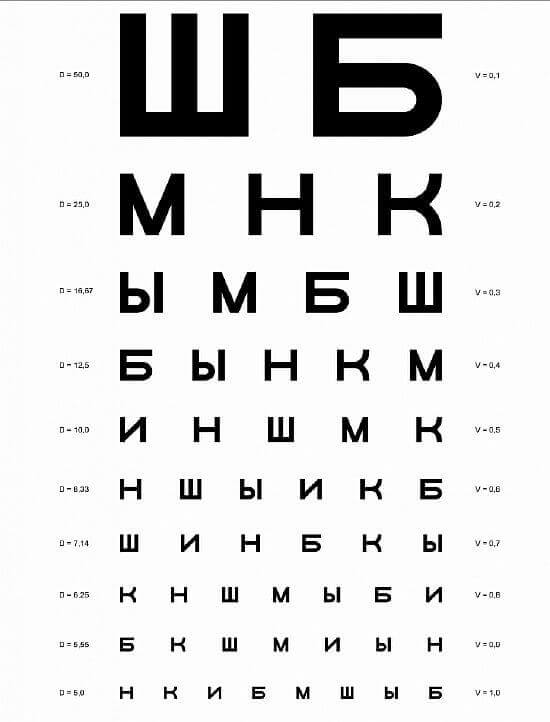 D = 50,0 Ш Б V = 0,1
D = 25,0 М Н К V = 0,2
D = 16,67 Ы М Б Ш V = 0,3
D = 12,5 Б Ы Н К М V = 0,4
D = 10,0 И Н Ш М К V = 0,5
D = 8,33 Н Ш Ы И К Б V = 0,6
D = 7,14 Ш И Н Б К Ы V = 0,7
D = 6,25 К Н Ш М Ы Б И V = 0,8
D = 5,55 Б К Ш М И Ы Н V = 0,9
D = 5,0 Н К И Б М Ш Ы Б V = 1,0